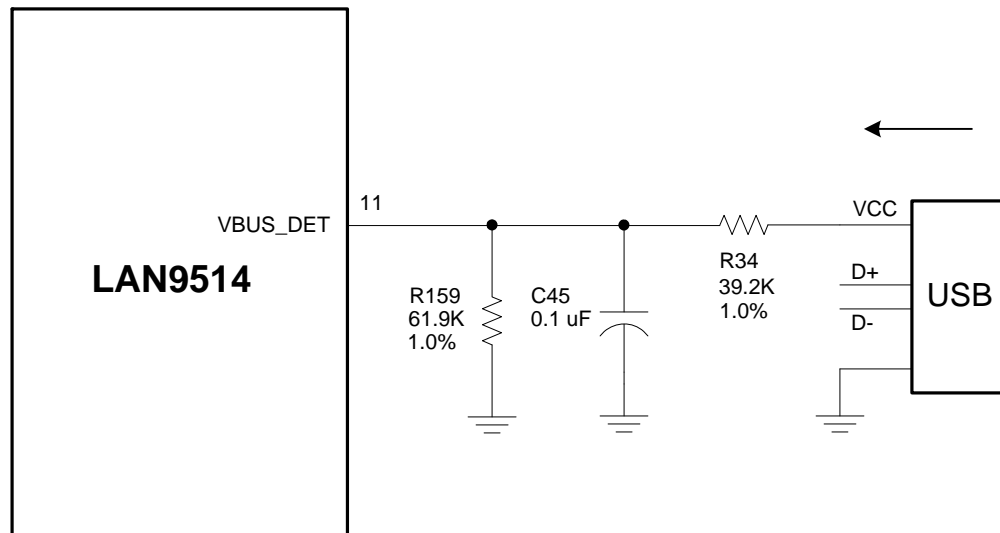 11
VBUS_DET
LAN9514
R159
61.9K
1.0%
C45
0.1 uF
R34
39.2K
1.0%
VCC
D+
D-
USB